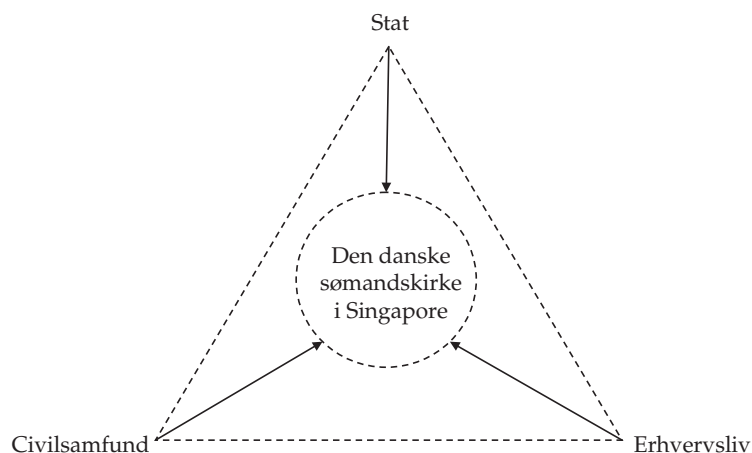 Stat
Den danske
sømandskirke
i Singapore
Civilsamfund
Erhvervsliv